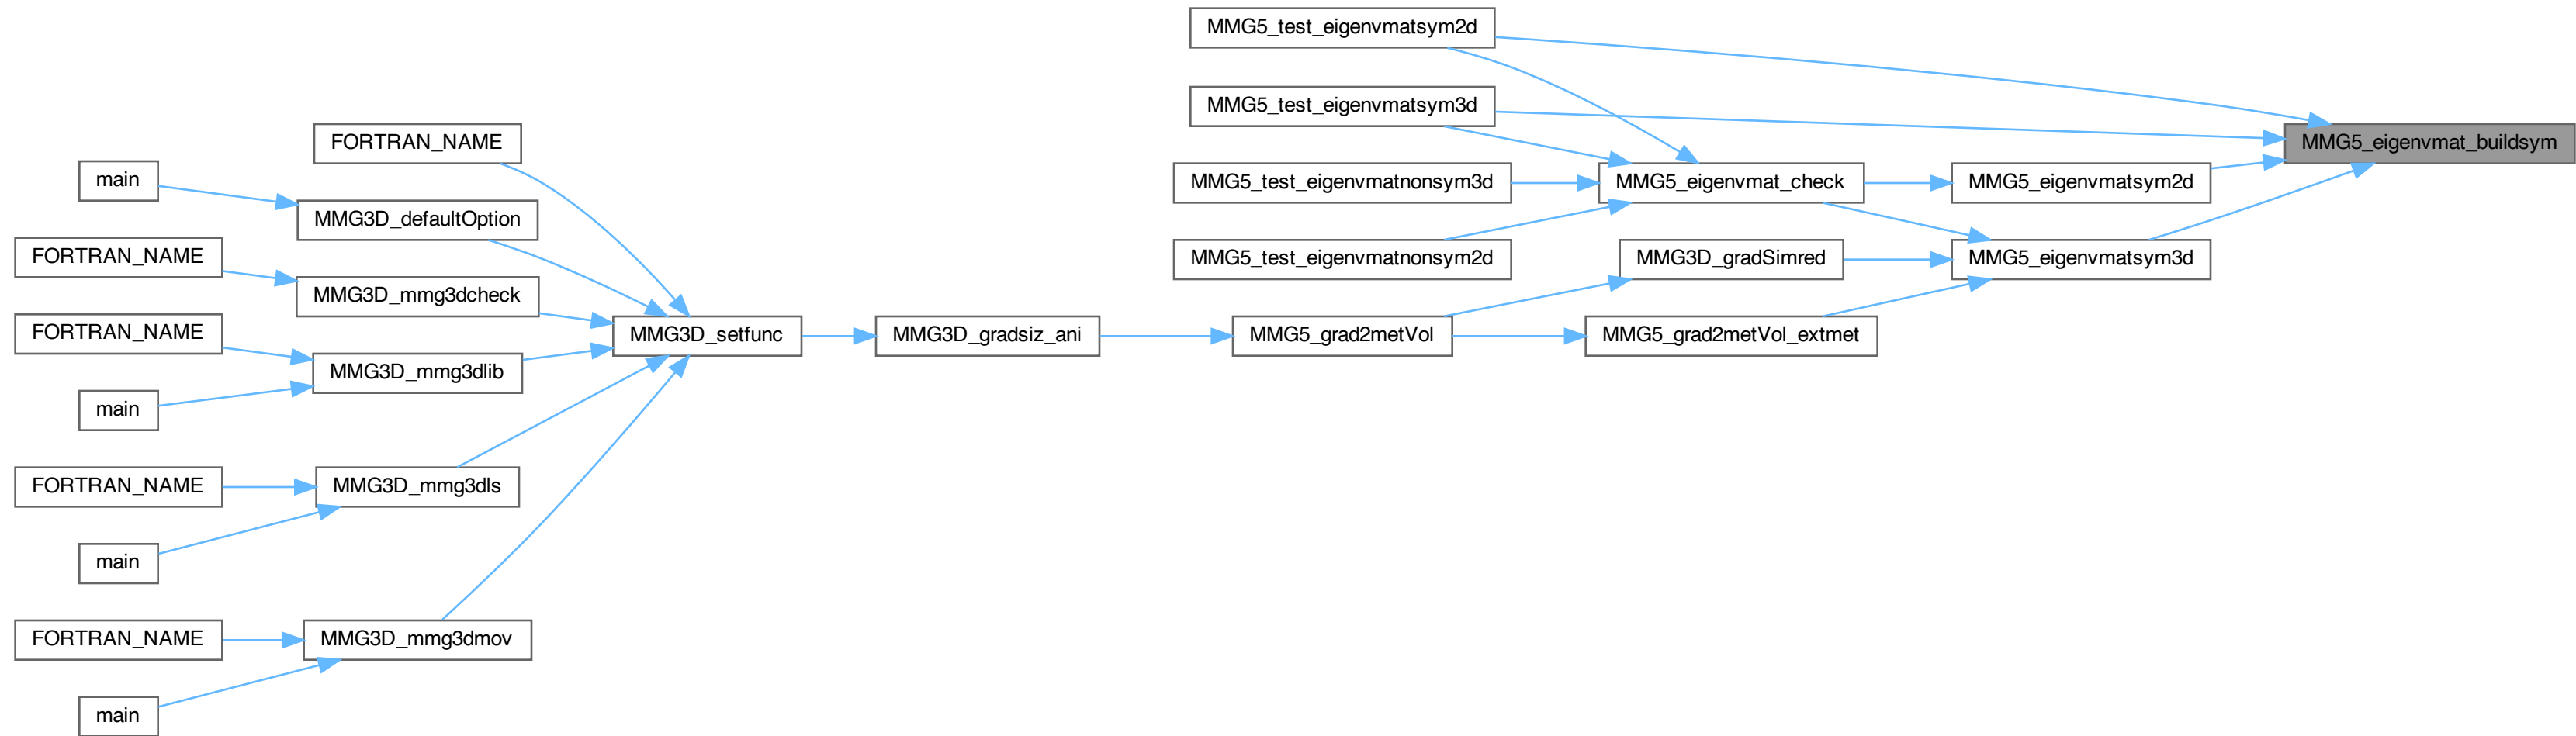 MMG5_test_eigenvmatsym2d
MMG5_test_eigenvmatsym3d
FORTRAN_NAME
MMG5_eigenvmat_buildsym
main
MMG5_test_eigenvmatnonsym3d
MMG5_eigenvmat_check
MMG5_eigenvmatsym2d
MMG3D_defaultOption
FORTRAN_NAME
MMG5_test_eigenvmatnonsym2d
MMG3D_gradSimred
MMG5_eigenvmatsym3d
MMG3D_mmg3dcheck
FORTRAN_NAME
MMG3D_setfunc
MMG3D_gradsiz_ani
MMG5_grad2metVol
MMG5_grad2metVol_extmet
MMG3D_mmg3dlib
main
FORTRAN_NAME
MMG3D_mmg3dls
main
FORTRAN_NAME
MMG3D_mmg3dmov
main